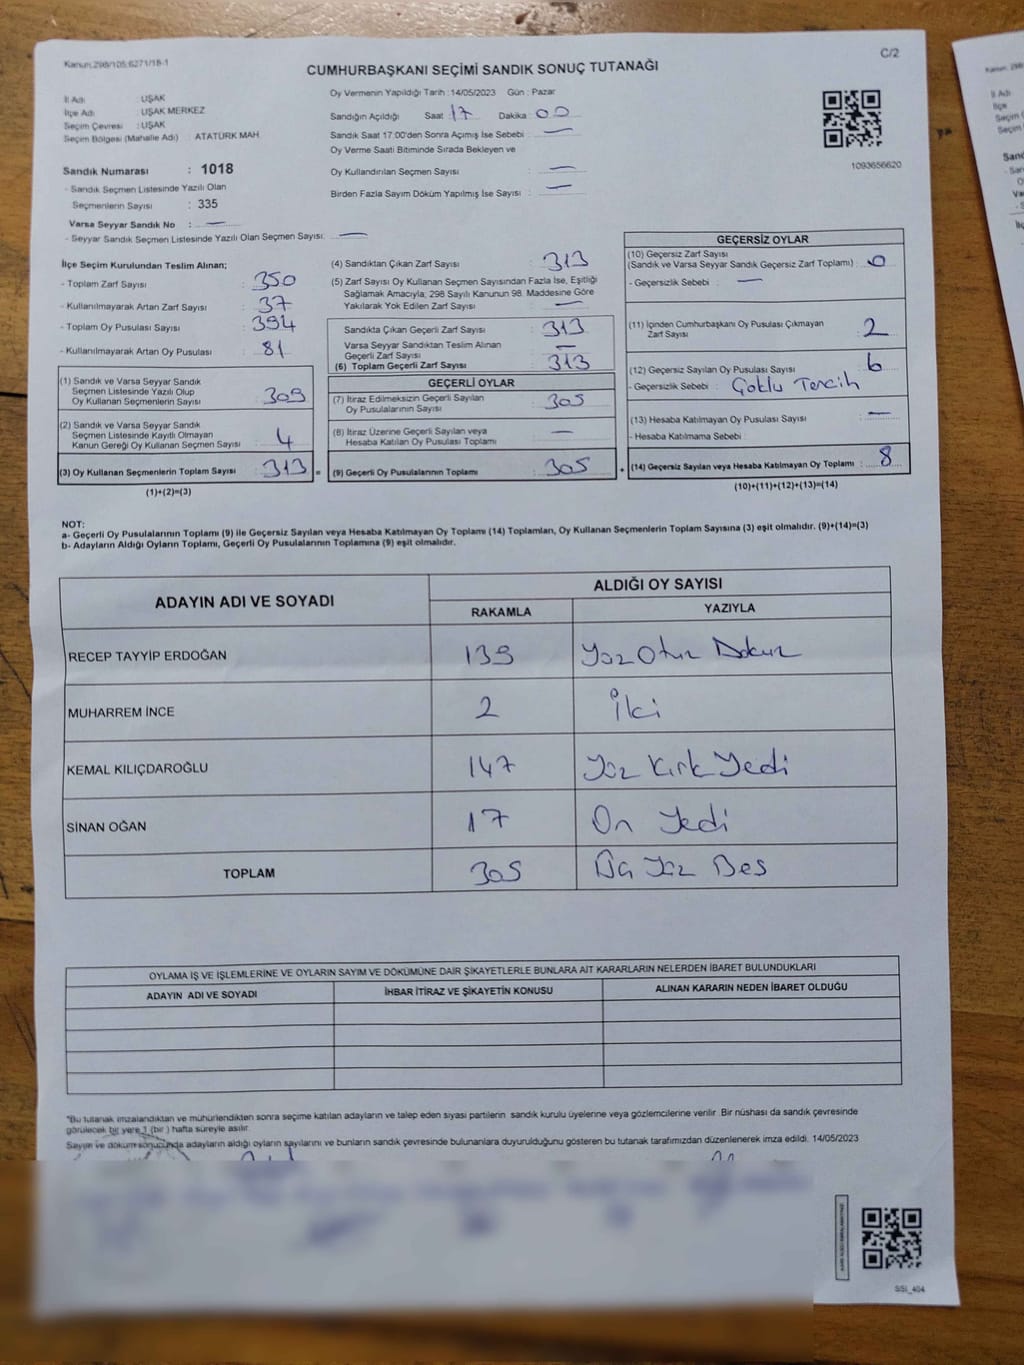 Kanun:298/105;6271/18-1
C/2
CUMHURBAŞKANI SEÇİMİ SANDIK SONUÇ TUTANAĞI
İl Adı : UŞAK
İlçe Adı : UŞAK MERKEZ
Seçim Çevresi : UŞAK
Seçim Bölgesi (Mahalle Adı) : ATATÜRK MAH
Sandık Numarası : 1018
- Sandık Seçmen Listesinde Yazılı Olan
Seçmenlerin Sayısı : 335
Varsa Seyyar Sandık No : —
- Seyyar Sandık Seçmen Listesinde Yazılı Olan Seçmen Sayısı: —
Oy Vermenin Yapıldığı Tarih :14/05/2023 Gün : Pazar
Sandığın Açıldığı Saat 17 Dakika 00
Sandık Saat 17:00'den Sonra Açımış İse Sebebi : —
Oy Verme Saati Bitiminde Sırada Bekleyen ve
Oy Kullandırılan Seçmen Sayısı : —
Birden Fazla Sayım Döküm Yapılmış İse Sayısı : —
1093656620
İlçe Seçim Kurulundan Teslim Alınan;
- Toplam Zarf Sayısı : 350
- Kullanılmayarak Artan Zarf Sayısı : 37
- Toplam Oy Pusulası Sayısı : 394
- Kullanılmayarak Artan Oy Pusulası : 81
(1) Sandık ve Varsa Seyyar Sandık
Seçmen Listesinde Yazılı Olup
Oy Kullanan Seçmenlerin Sayısı : 309
(2) Sandık ve Varsa Seyyar Sandık
Seçmen Listesinde Kayıtlı Olmayan
Kanun Gereği Oy Kullanan Seçmen Sayısı : 4
(3) Oy Kullanan Seçmenlerin Toplam Sayısı : 313 =
(1)+(2)=(3)
(4) Sandıktan Çıkan Zarf Sayısı : 313
(5) Zarf Sayısı Oy Kullanan Seçmen Sayısından Fazla İse, Eşitliği
Sağlamak Amacıyla; 298 Sayılı Kanunun 98. Maddesine Göre
Yakılarak Yok Edilen Zarf Sayısı : —
Sandıkta Çıkan Geçerli Zarf Sayısı : 313
Varsa Seyyar Sandıktan Teslim Alınan
Geçerli Zarf Sayısı : —
(6) Toplam Geçerli Zarf Sayısı : 313
GEÇERLİ OYLAR
(7) İtiraz Edilmeksizin Geçerli Sayılan
Oy Pusulalarının Sayısı : 305
(8) İtiraz Üzerine Geçerli Sayılan veya
Hesaba Katılan Oy Pusulası Toplamı : —
(9) Geçerli Oy Pusulalarının Toplamı : 305 +
GEÇERSİZ OYLAR
(10) Geçersiz Zarf Sayısı
(Sandık ve Varsa Seyyar Sandık Geçersiz Zarf Toplamı) : 0
- Geçersizlik Sebebi : —
(11) İçinden Cumhurbaşkanı Oy Pusulası Çıkmayan
Zarf Sayısı : 2
(12) Geçersiz Sayılan Oy Pusulası Sayısı : 6
- Geçersizlik Sebebi : Çoklu Tercih
(13) Hesaba Katılmayan Oy Pusulası Sayısı : —
- Hesaba Katılmama Sebebi :
(14) Geçersiz Sayılan veya Hesaba Katılmayan Oy Toplamı : 8
(10)+(11)+(12)+(13)=(14)
NOT:
a- Geçerli Oy Pusulalarının Toplamı (9) ile Geçersiz Sayılan veya Hesaba Katılmayan Oy Toplamı (14) Toplamları, Oy Kullanan Seçmenlerin Toplam Sayısına (3) eşit olmalıdır. (9)+(14)=(3)
b- Adayların Aldığı Oyların Toplamı, Geçerli Oy Pusulalarının Toplamına (9) eşit olmalıdır.
ADAYIN ADI VE SOYADI
ALDIĞI OY SAYISI
RAKAMLA YAZIYLA
RECEP TAYYİP ERDOĞAN 139 Yüz Otuz Dokuz
MUHARREM İNCE 2 İki
KEMAL KILIÇDAROĞLU 147 Yüz Kırk Yedi
SİNAN OĞAN 17 On Yedi
TOPLAM 305 Üç Yüz Beş
OYLAMA İŞ VE İŞLEMLERİNE VE OYLARIN SAYIM VE DÖKÜMÜNE DAİR ŞİKAYETLERLE BUNLARA AİT KARARLARIN NELERDEN İBARET BULUNDUKLARI
ADAYIN ADI VE SOYADI İHBAR İTİRAZ VE ŞİKAYETİN KONUSU ALINAN KARARIN NEDEN İBARET OLDUĞU
*Bu tutanak imzalandıktan ve mühürlendikten sonra seçime katılan adayların ve talep eden siyasi partilerin sandık kurulu üyelerine veya gözlemcilerine verilir. Bir nüshası da sandık çevresinde
görülecek bir yere 1 (bir ) hafta süreyle asılır.
Sayım ve döküm sonucunda adayların aldığı oyların sayılarını ve bunların sandık çevresinde bulunanlara duyurulduğunu gösteren bu tutanak tarafımızdan düzenlenerek imza edildi. 14/05/2023
SSI_404